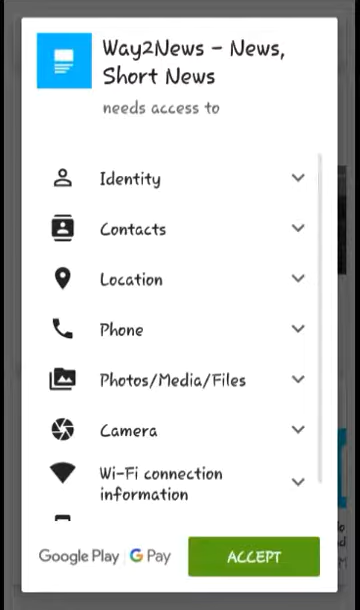 Way2News - News,
Short News
needs access to
Identity
Contacts
Location
Phone
Photos/Media/Files
Camera
Wi-Fi connection
information
Google Play | G Pay
ACCEPT